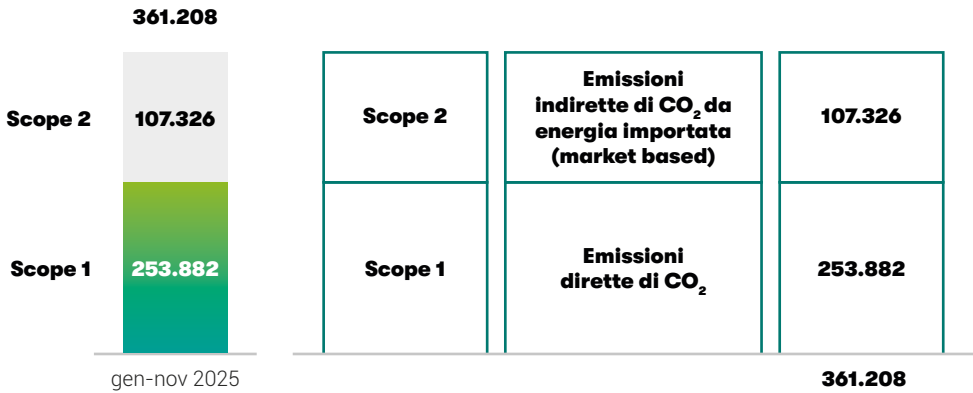 361.208
Scope 2
107.326
Scope 1
253.882
gen-nov 2025
Scope 2
Emissioni
indirette di CO₂ da
energia importata
(market based)
107.326
Scope 1
Emissioni
dirette di CO₂
253.882
361.208